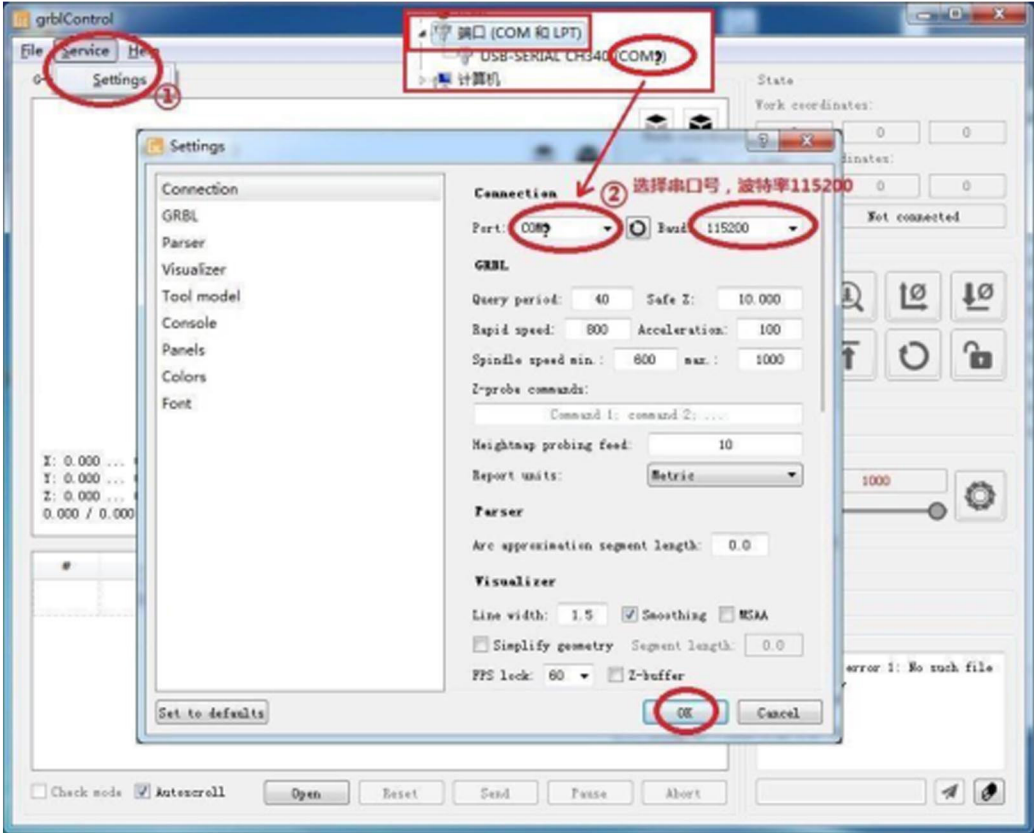 grblControl
File Service Help
Settings
①
端口 (COM 和 LPT)
USB-SERIAL CH340 (COM?)
计算机
State
Work coordinates:
0 0
0 0
Not connected
Settings
② 选择串口号，波特率115200
Connection
GRBL
Parser
Visualizer
Tool model
Console
Panels
Colors
Font
Connection
Port: COM? Baud: 115200
GRBL
Query period: 40 Safe Z: 10.000
Rapid speed: 800 Acceleration: 100
Spindle speed min.: 600 max.: 1000
Z-probe commands:
Command 1; command 2; ...
Heightmap probing feed: 10
Report units: Metric
Parser
Arc approximation segment length: 0.0
Visualizer
Line width: 1.5 Smoothing MSAA
Simplify geometry Segment length: 0.0
FPS lock: 60 Z-buffer
Set to defaults OK Cancel
X: 0.000 ...
Y: 0.000 ...
Z: 0.000 ...
0.000 / 0.000
#
1000
error 1: No such file
Check mode Autoscroll Open Reset Send Pause Abort